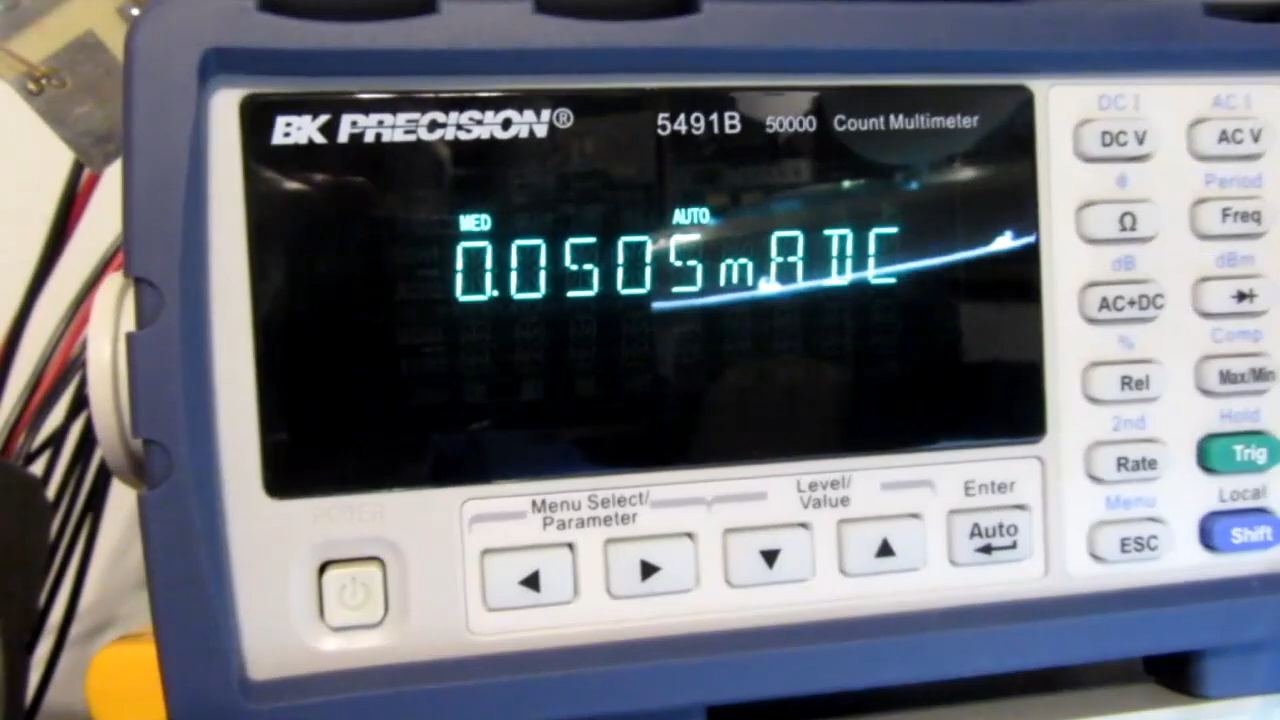 BK PRECISION® 5491B 50000 Count Multimeter
MED AUTO
0.0505mADC
DC I AC I
DC V AC V
Period
Ω Freq
dB dBm
AC+DC
% Comp
Rel Max/Min
2nd Hold
Rate Trig
Menu Local
ESC Shift
Menu Select/
Parameter
Level/
Value
Enter
Auto
POWER